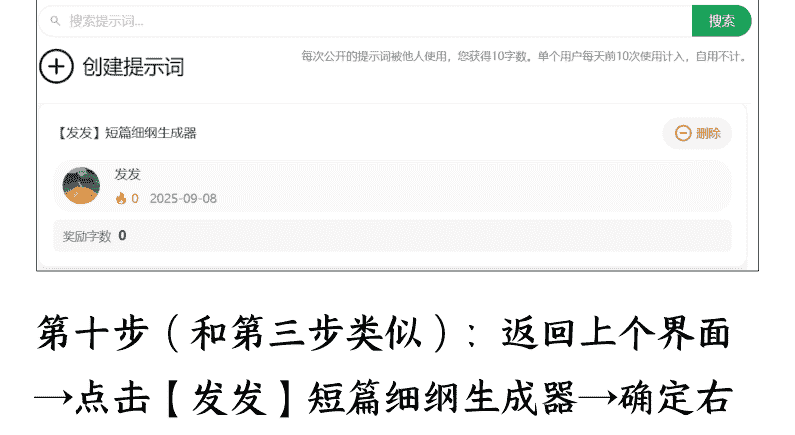 搜索提示词...
搜索
创建提示词
每次公开的提示词被他人使用，您获得10字数。单个用户每天前10次使用计入，自用不计。
【发发】短篇细纲生成器
删除
发发
0 2025-09-08
奖励字数 0
第十步（和第三步类似）：返回上个界面
→点击【发发】短篇细纲生成器→确定右